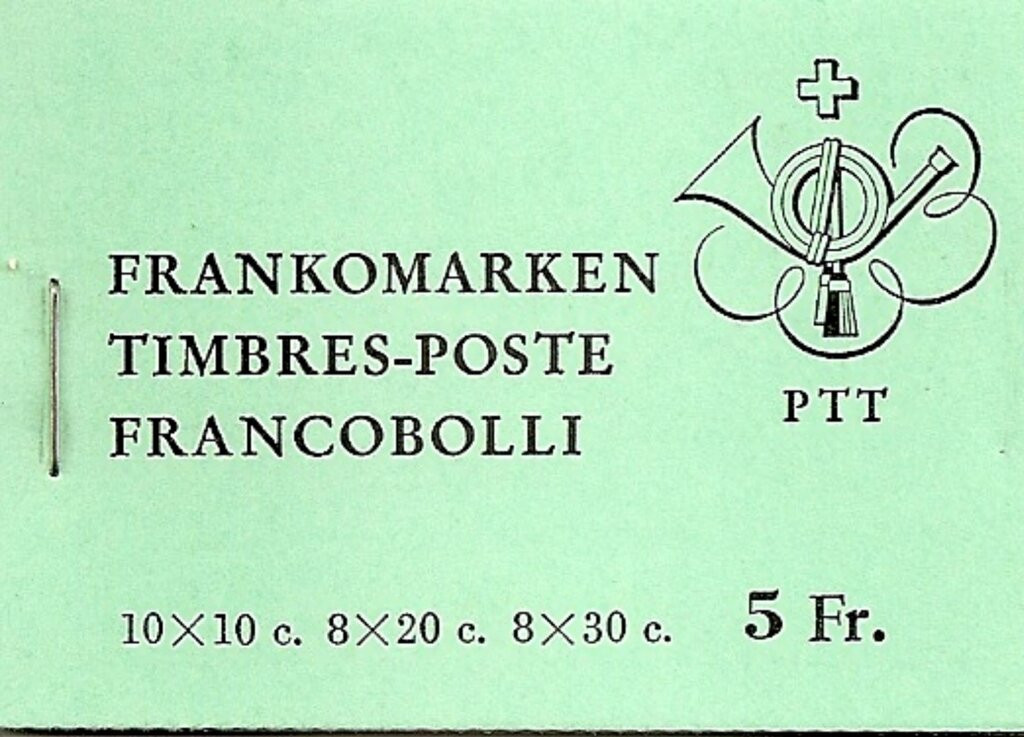 FRANKOMARKEN
TIMBRES-POSTE
FRANCOBOLLI
PTT
10×10 c. 8×20 c. 8×30 c. 5 Fr.